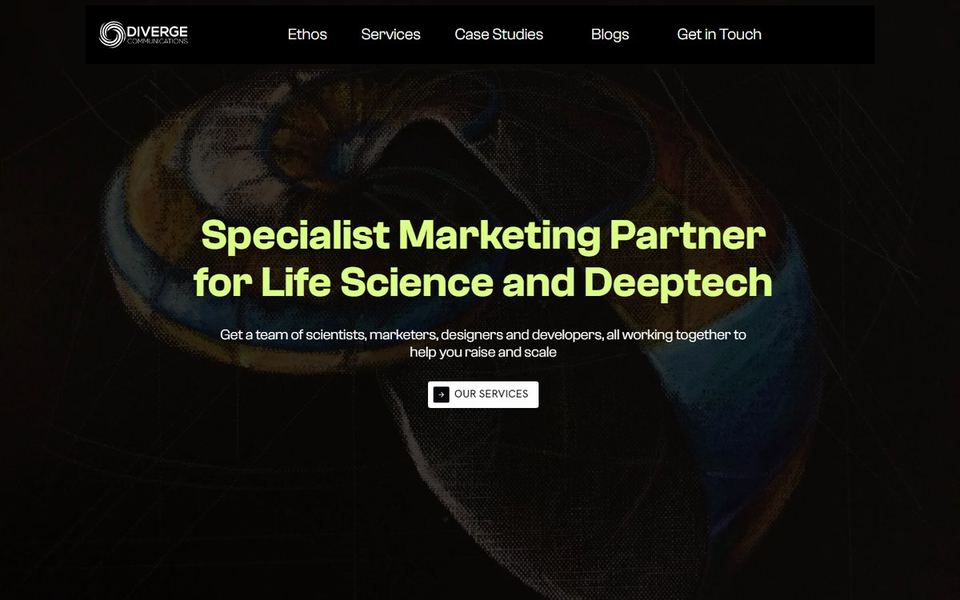 DIVERGE
COMMUNICATIONS
Ethos
Services
Case Studies
Blogs
Get in Touch
Specialist Marketing Partner
for Life Science and Deeptech
Get a team of scientists, marketers, designers and developers, all working together to
help you raise and scale
OUR SERVICES